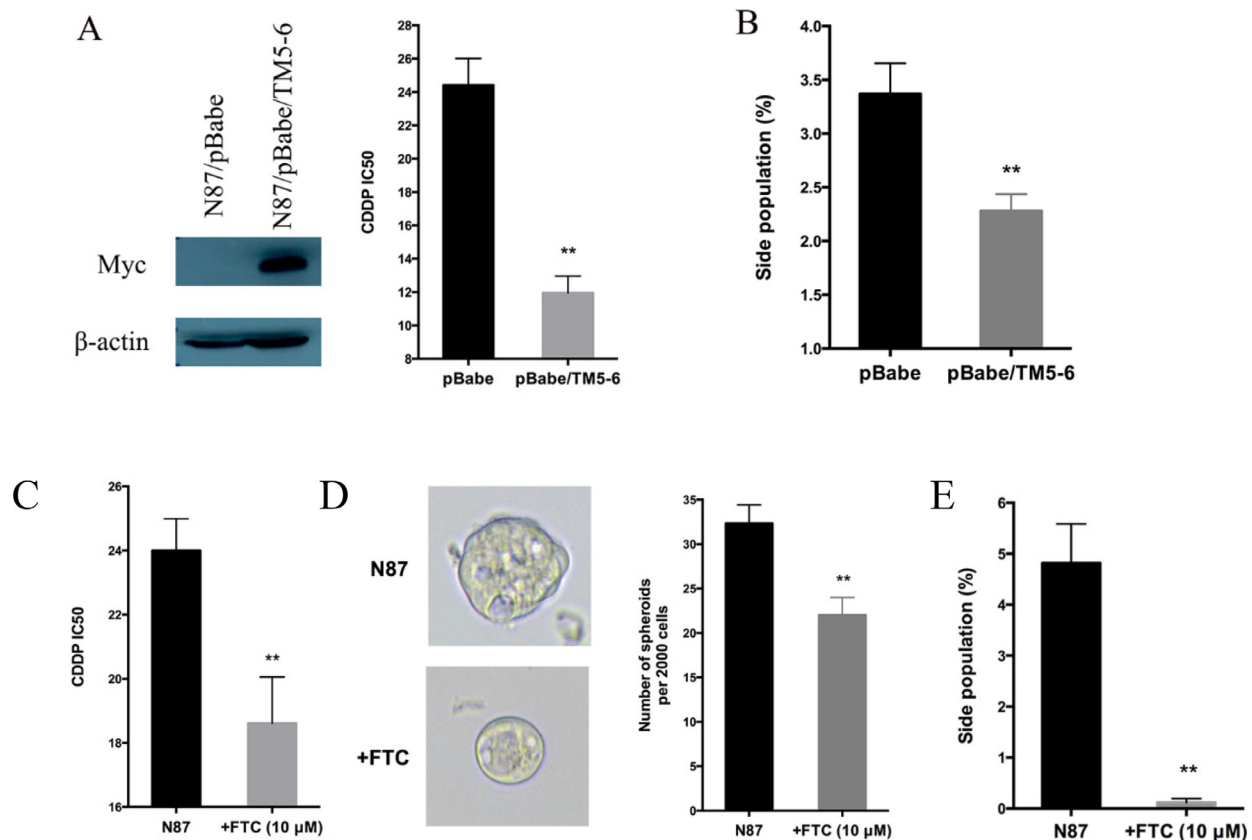 A
N87/pBabe
N87/pBabe/TM5-6
Myc
β-actin
CDDP IC50
28
26
24
22
20
18
16
14
12
10
8
**
pBabe
pBabe/TM5-6
B
Side population (%)
4.0
3.5
3.0
2.5
2.0
1.5
1.0
**
pBabe
pBabe/TM5-6
C
CDDP IC50
26
24
22
20
18
16
**
N87
+FTC (10 μM)
D
N87
+FTC
Number of spheroids
per 2000 cells
35
30
25
20
15
10
5
0
**
N87
+FTC (10 μM)
E
Side population (%)
6
5
4
3
2
1
0
**
N87
+FTC (10 μM)